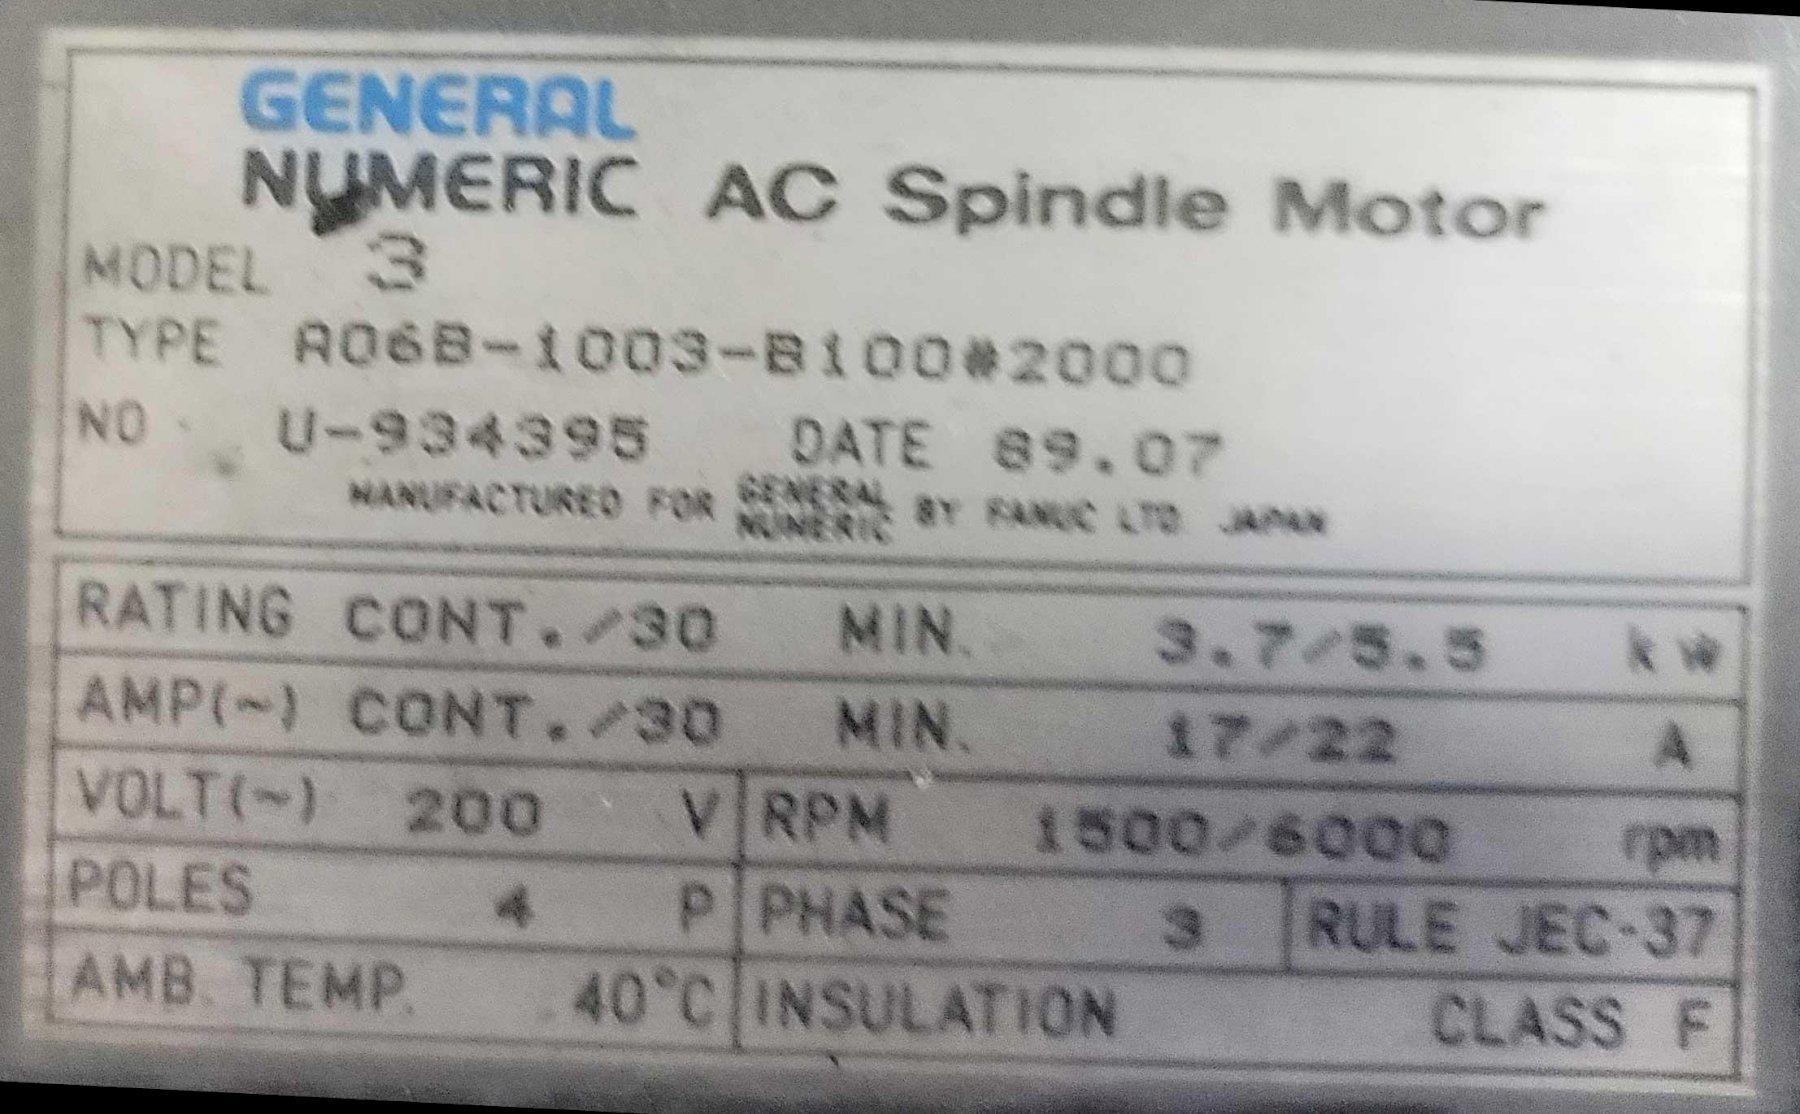 GENERAL
NUMERIC AC Spindle Motor
MODEL 3
TYPE A06B-1003-B100#2000
NO U-934395 DATE 89.07
MANUFACTURED FOR GENERAL NUMERIC BY FANUC LTD JAPAN
RATING CONT./30 MIN. 3.7/5.5 kw
AMP(~) CONT./30 MIN. 17/22 A
VOLT(~) 200 V RPM 1500/6000 rpm
POLES 4 P PHASE 3 RULE JEC-37
AMB. TEMP. 40°C INSULATION CLASS F